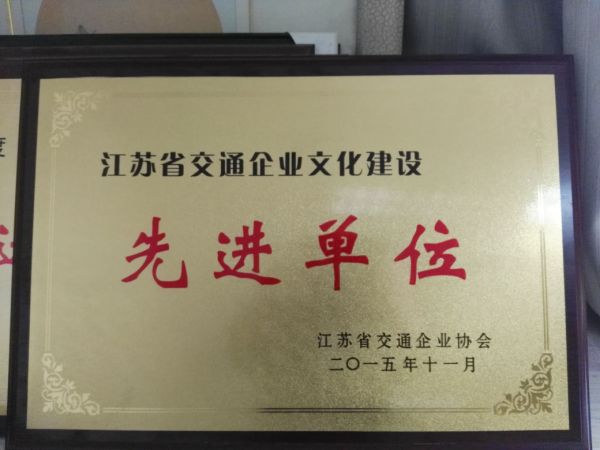 江苏省交通企业文化建设
先进单位
江苏省交通企业协会
二〇一五年十一月
度